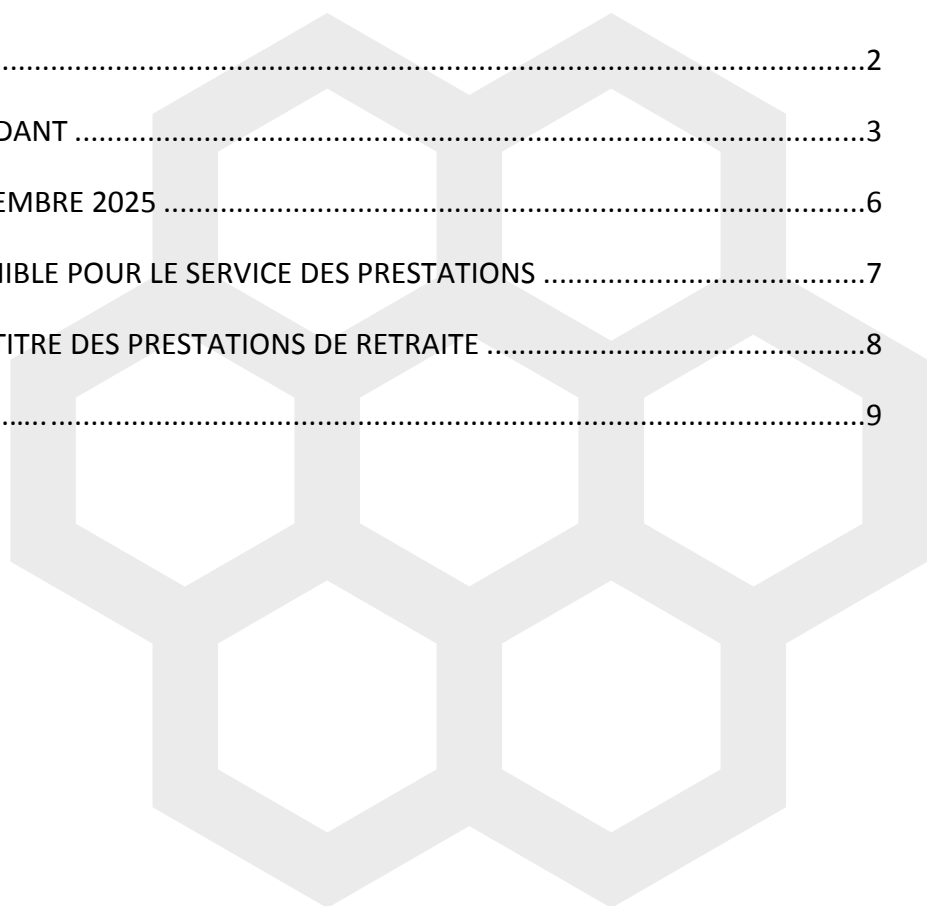 ..........2
DANT ..........3
EMBRE 2025 ..........6
IBLE POUR LE SERVICE DES PRESTATIONS ..........7
TITRE DES PRESTATIONS DE RETRAITE ..........8
..........9